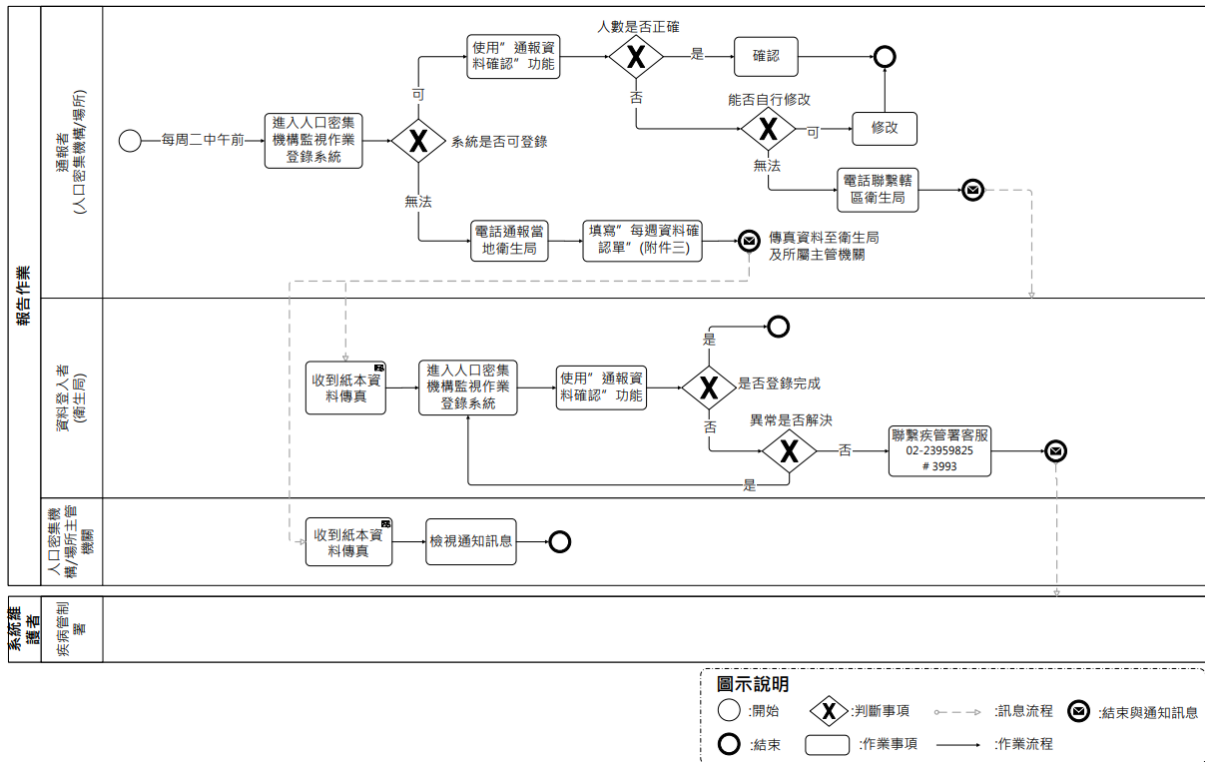 報告作業
通報者
(人口密集機構/場所)
每周二中午前
進入人口密集
機構監視作業
登錄系統
系統是否可登錄
可
使用”通報資
料確認”功能
人數是否正確
是
確認
否
能否自行修改
可
修改
無法
電話聯繫轄
區衛生局
無法
電話通報當
地衛生局
填寫”每週資料確
認單”(附件三)
傳真資料至衛生局
及所屬主管機關
資料登入者
(衛生局)
收到紙本資
料傳真
進入人口密集
機構監視作業
登錄系統
使用”通報資
料確認”功能
是
是否登錄完成
否
異常是否解決
是
否
聯繫疾管署客服
02-23959825
# 3993
人口密集機
構/場所主管
機關
收到紙本資
料傳真
檢視通知訊息
系統維
護者
疾病管制
署
圖示說明
:開始
:判斷事項
:訊息流程
:結束與通知訊息
:結束
:作業事項
:作業流程